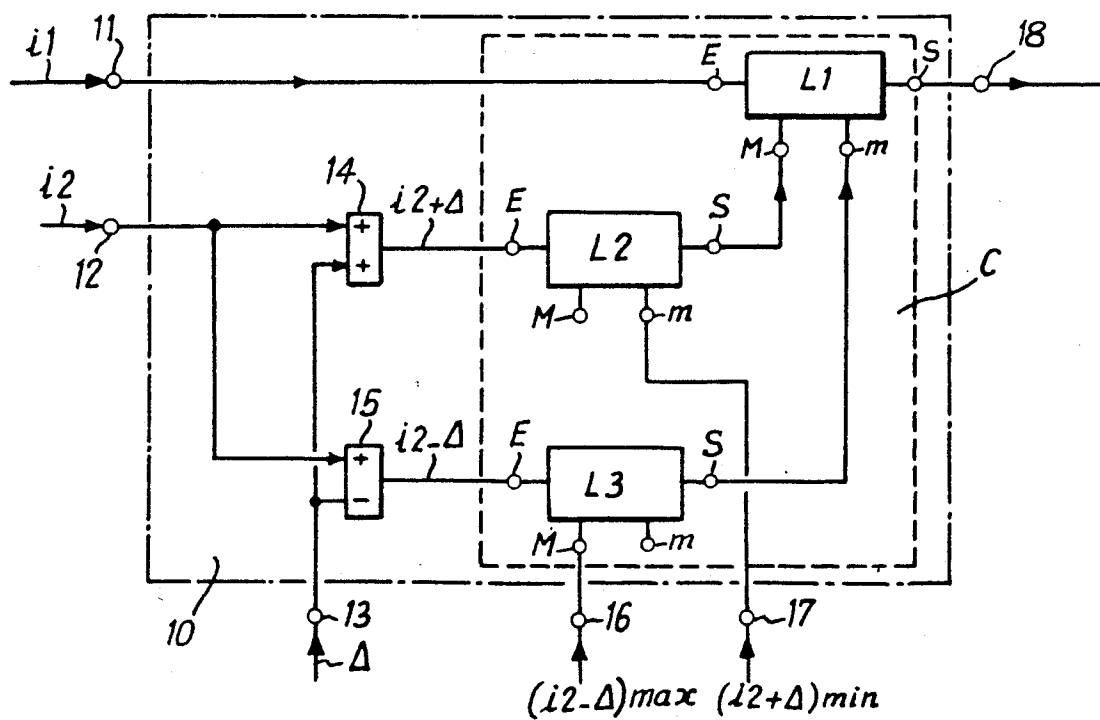 i1
11
E
L1
S
18
M
m
i2
12
14
+
+
i2+Δ
E
L2
S
M
m
C
15
+
−
i2-Δ
E
L3
S
M
m
10
13
Δ
16
17
(i2-Δ)max
(i2+Δ)min